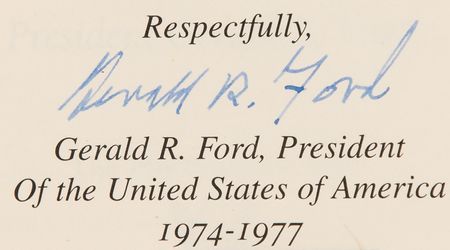 Respectfully,
Gerald R. Ford
Gerald R. Ford, President
Of the United States of America
1974-1977